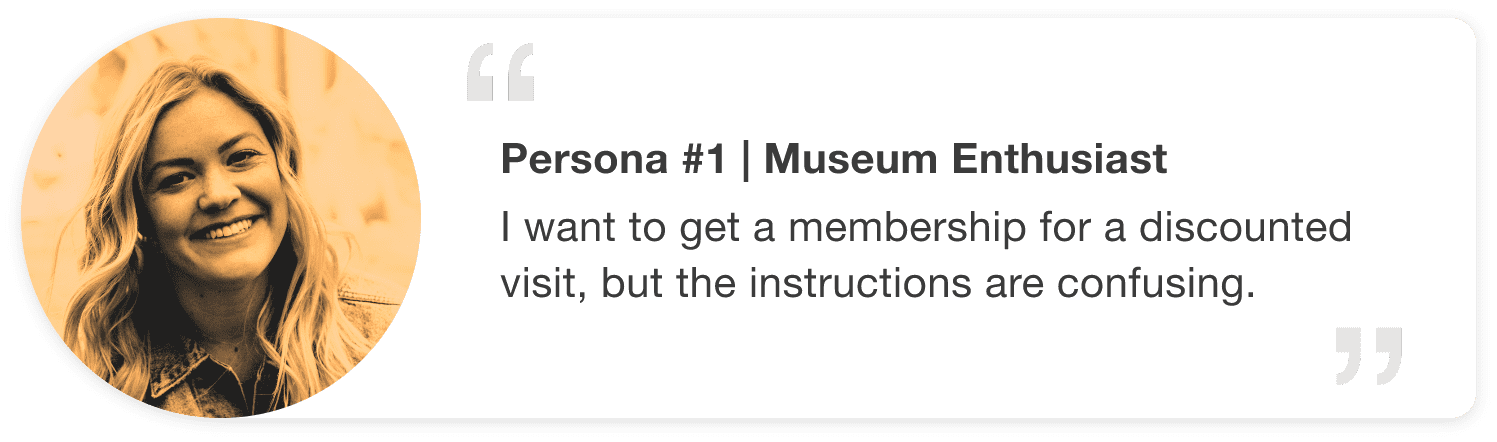 Persona #1 | Museum Enthusiast
I want to get a membership for a discounted
visit, but the instructions are confusing.